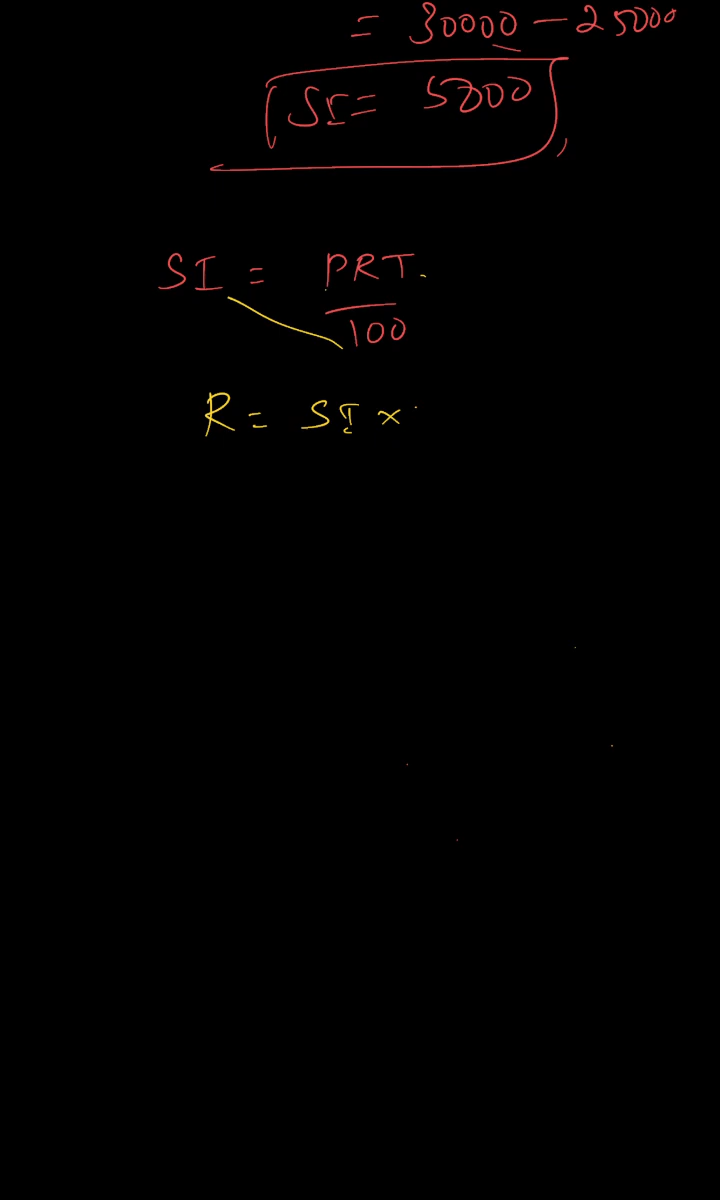 = 30000 - 25000
SI = 5000
SI = PRT
100
R = SI ×